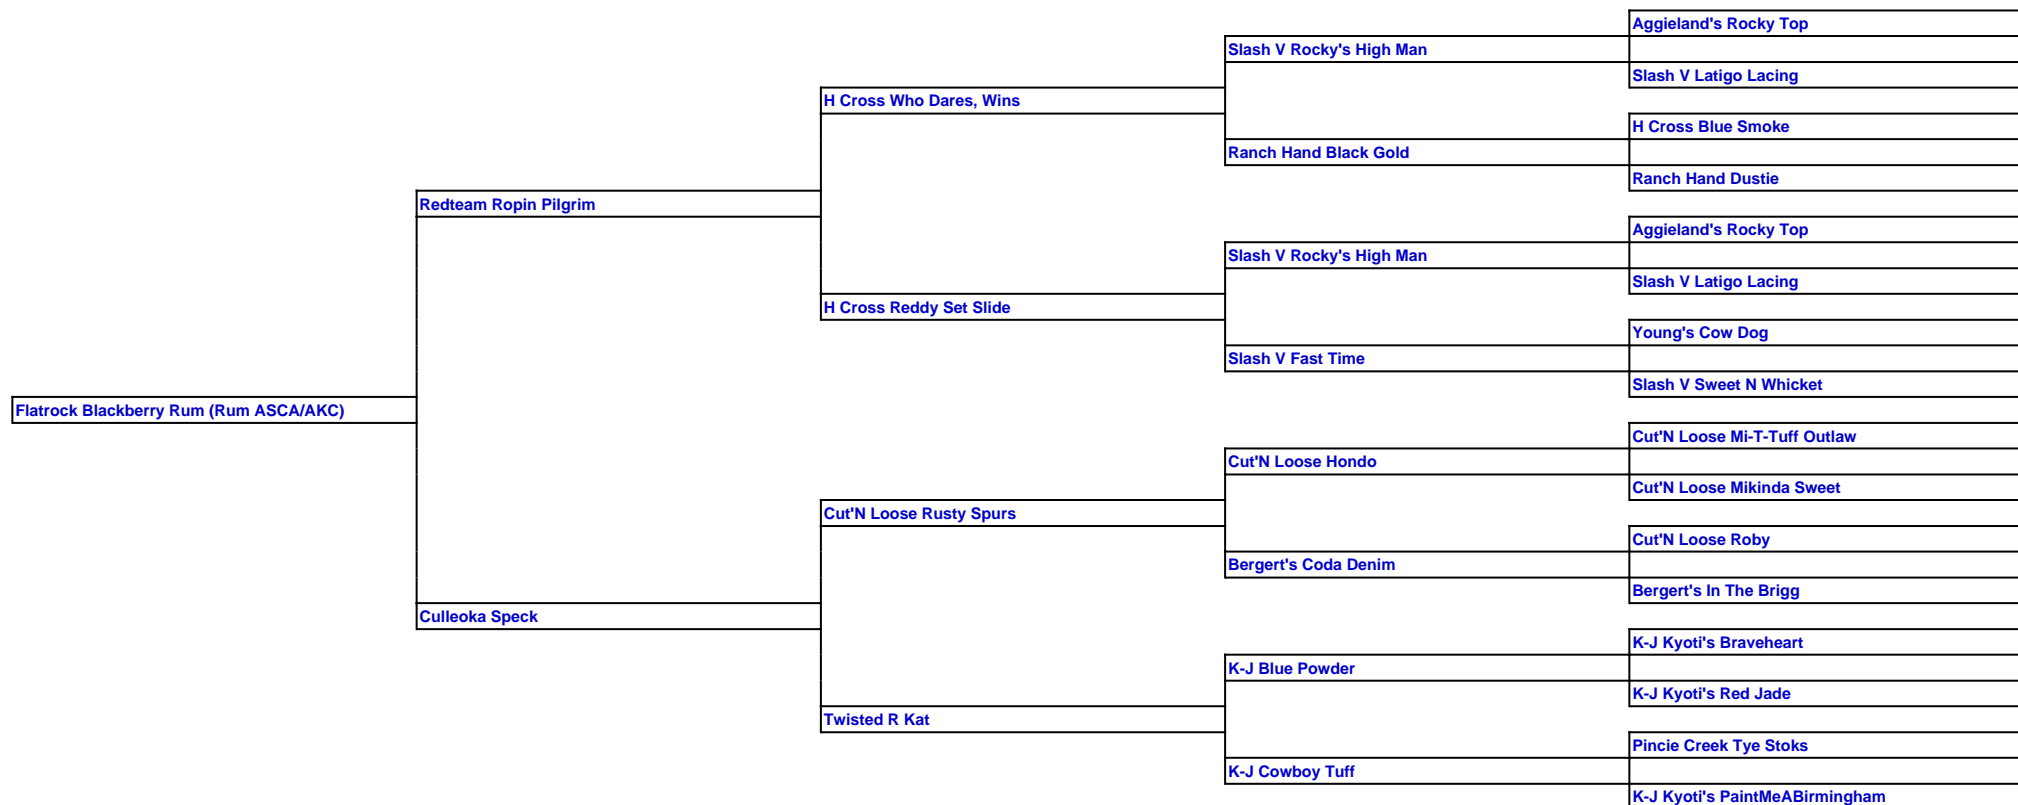 Aggieland's Rocky Top
Slash V Rocky's High Man
Slash V Latigo Lacing
H Cross Who Dares, Wins
H Cross Blue Smoke
Ranch Hand Black Gold
Ranch Hand Dustie
Redteam Ropin Pilgrim
Aggieland's Rocky Top
Slash V Rocky's High Man
Slash V Latigo Lacing
H Cross Reddy Set Slide
Young's Cow Dog
Slash V Fast Time
Slash V Sweet N Whicket
Flatrock Blackberry Rum (Rum ASCA/AKC)
Cut'N Loose Mi-T-Tuff Outlaw
Cut'N Loose Hondo
Cut'N Loose Mikinda Sweet
Cut'N Loose Rusty Spurs
Cut'N Loose Roby
Bergert's Coda Denim
Bergert's In The Brigg
Culleoka Speck
K-J Kyoti's Braveheart
K-J Blue Powder
K-J Kyoti's Red Jade
Twisted R Kat
Pincie Creek Tye Stoks
K-J Cowboy Tuff
K-J Kyoti's PaintMeABirmingham